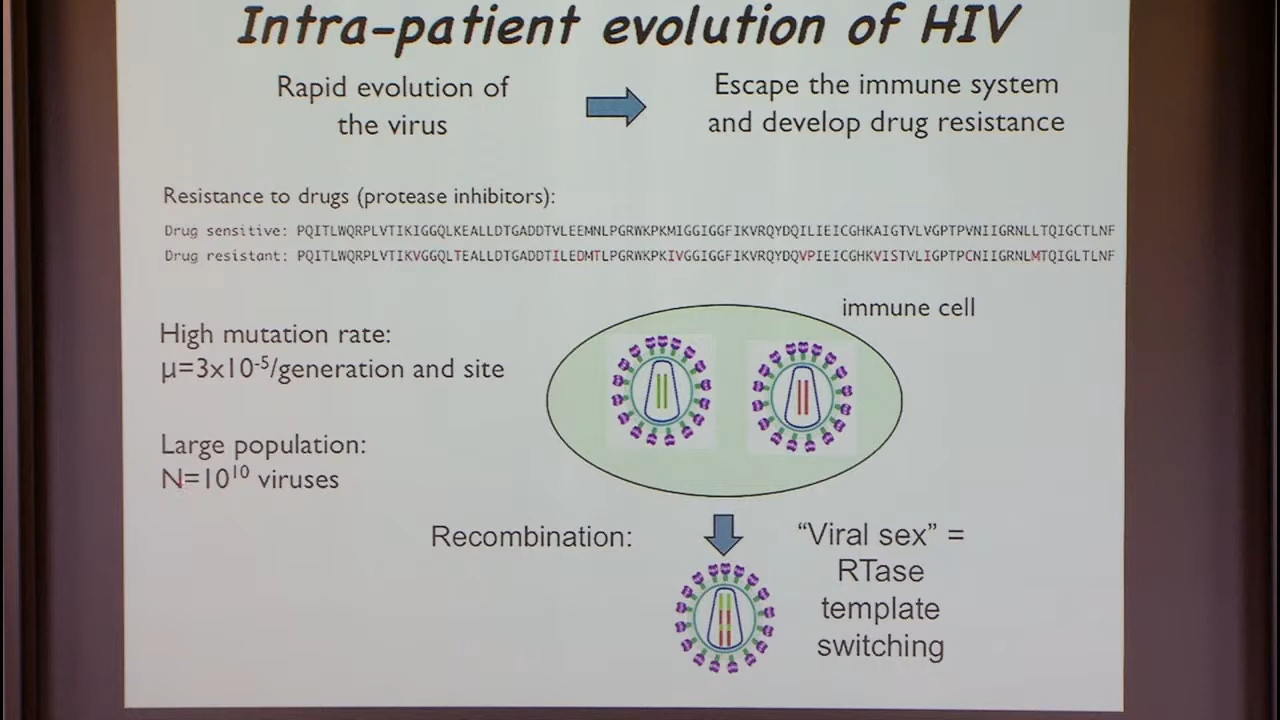 Intra-patient evolution of HIV
Rapid evolution of
the virus
Escape the immune system
and develop drug resistance
Resistance to drugs (protease inhibitors):
Drug sensitive: PQITLWQRPLVTIKIGGQLKEALLDTGADDTVLEEMNLPGRWKPKMIGGIGGFIKVRQYDQILIEICGHKAIGTVLVGPTPVNIIGRNLLTQIGCTLNF
Drug resistant: PQITLWQRPLVTIKVGGQLTEALLDTGADDTILEDMTLPGRWKPKIVGGIGGFIKVRQYDQVPIEICGHKVISTVLIGPTPCNIIGRNLMTQIGLTLNF
immune cell
High mutation rate:
µ=3x10⁻⁵/generation and site
Large population:
N=10¹⁰ viruses
Recombination:
“Viral sex” =
RTase
template
switching